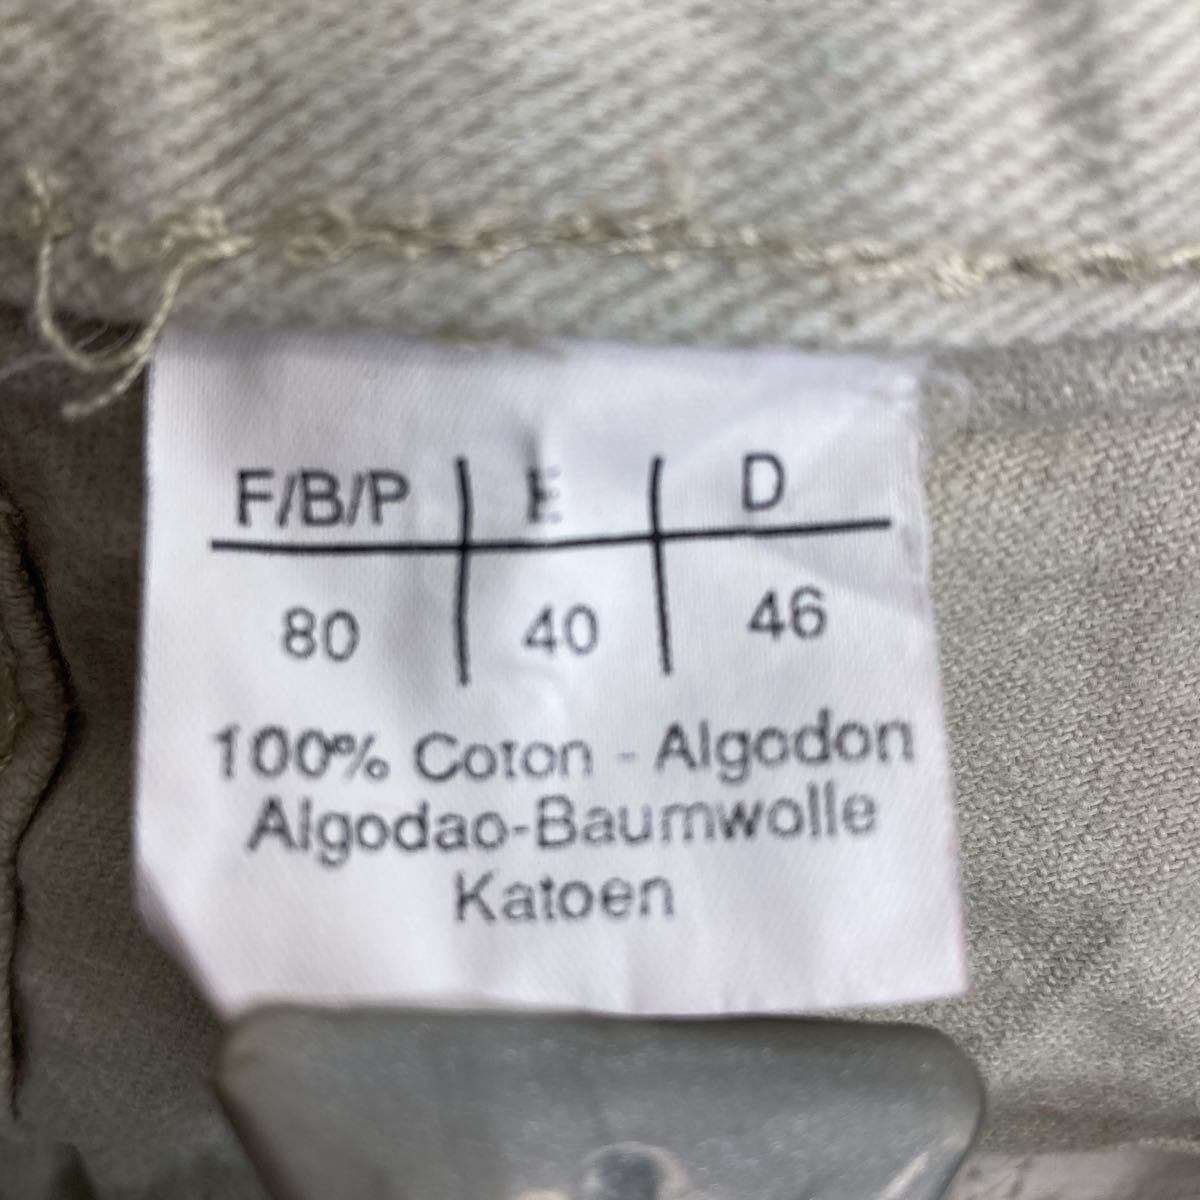 F/B/P E D
80 40 46
100% Coton - Algodon
Algodao-Baumwolle
Katoen